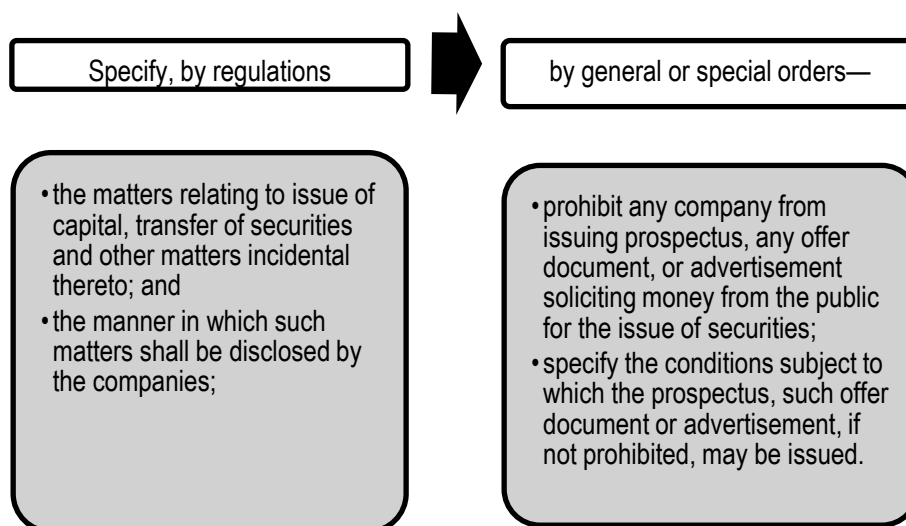 Specify, by regulations
by general or special orders—
•the matters relating to issue of
capital, transfer of securities
and other matters incidental
thereto; and
•the manner in which such
matters shall be disclosed by
the companies;
•prohibit any company from
issuing prospectus, any offer
document, or advertisement
soliciting money from the public
for the issue of securities;
•specify the conditions subject to
which the prospectus, such offer
document or advertisement, if
not prohibited, may be issued.